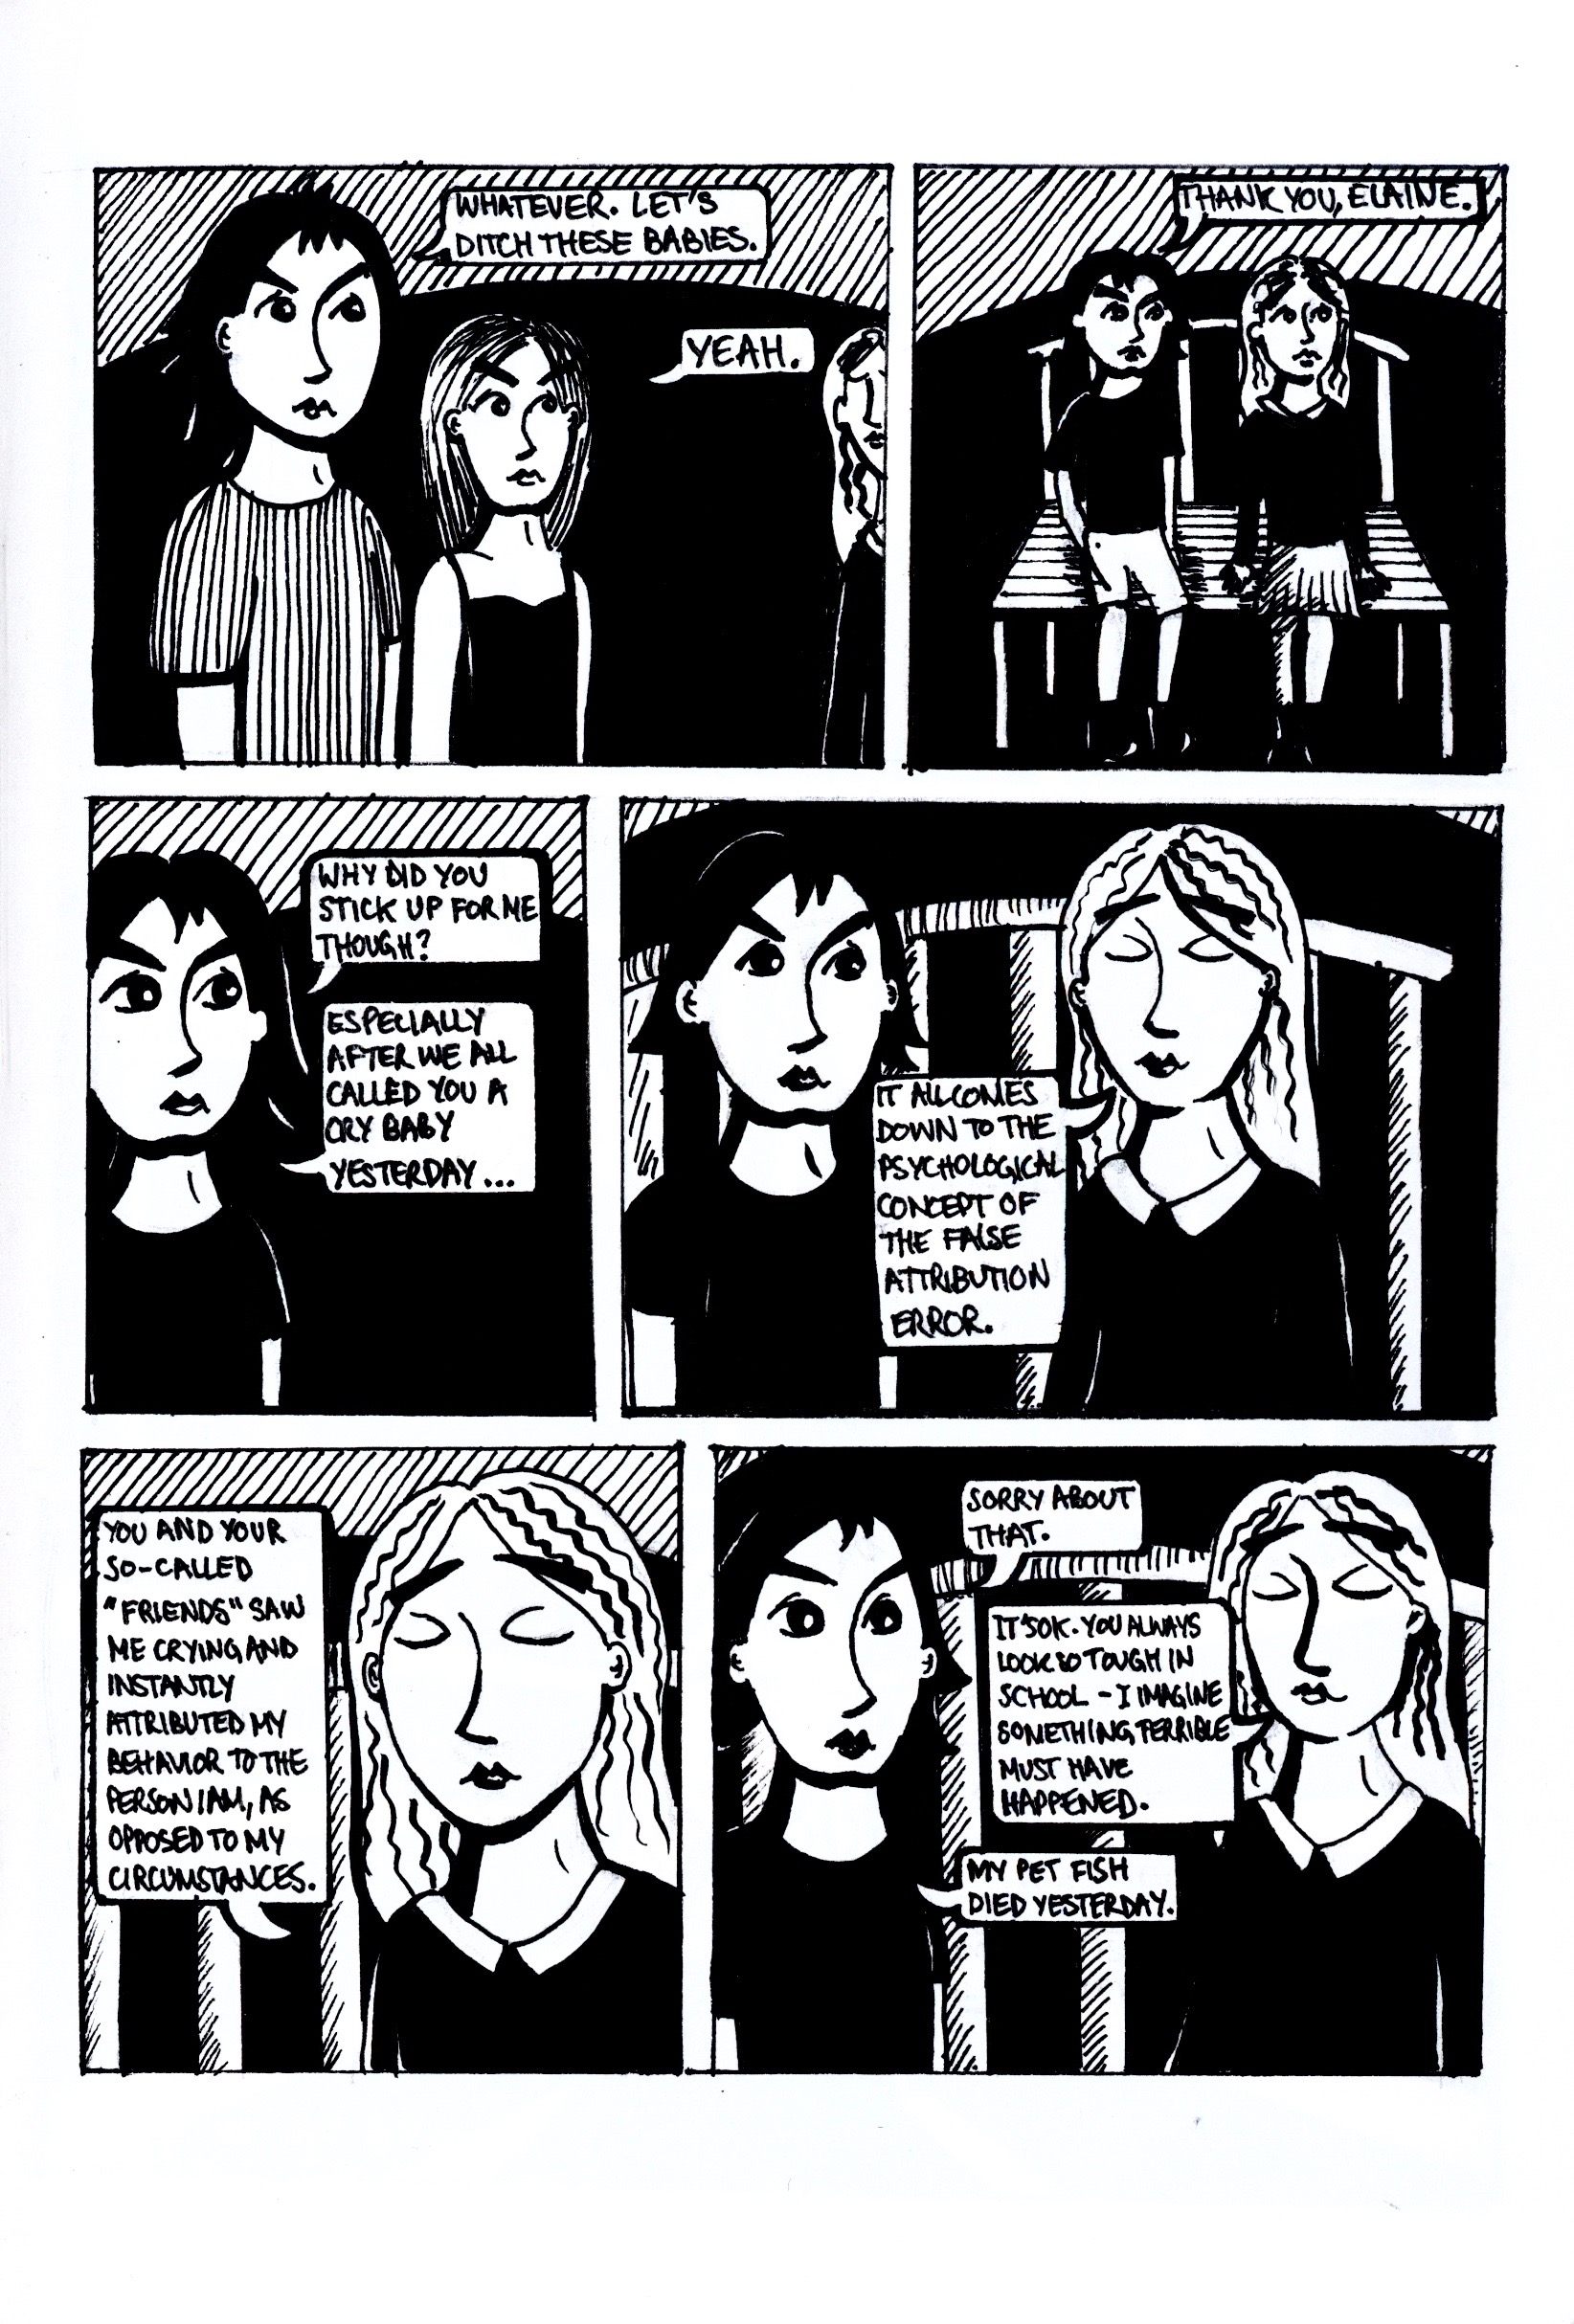 WHATEVER. LET'S
DITCH THESE BABIES.
YEAH.
THANK YOU, ELAINE.
WHY DID YOU
STICK UP FOR ME
THOUGH?
ESPECIALLY
AFTER WE ALL
CALLED YOU A
CRY BABY
YESTERDAY...
IT ALL COMES
DOWN TO THE
PSYCHOLOGICAL
CONCEPT OF
THE FALSE
ATTRIBUTION
ERROR.
YOU AND YOUR
SO-CALLED
"FRIENDS" SAW
ME CRYING AND
INSTANTLY
ATTRIBUTED MY
BEHAVIOR TO THE
PERSON I AM, AS
OPPOSED TO MY
CIRCUMSTANCES.
SORRY ABOUT
THAT.
IT'S OK. YOU ALWAYS
LOOK SO TOUGH IN
SCHOOL - I IMAGINE
SOMETHING TERRIBLE
MUST HAVE
HAPPENED.
MY PET FISH
DIED YESTERDAY.